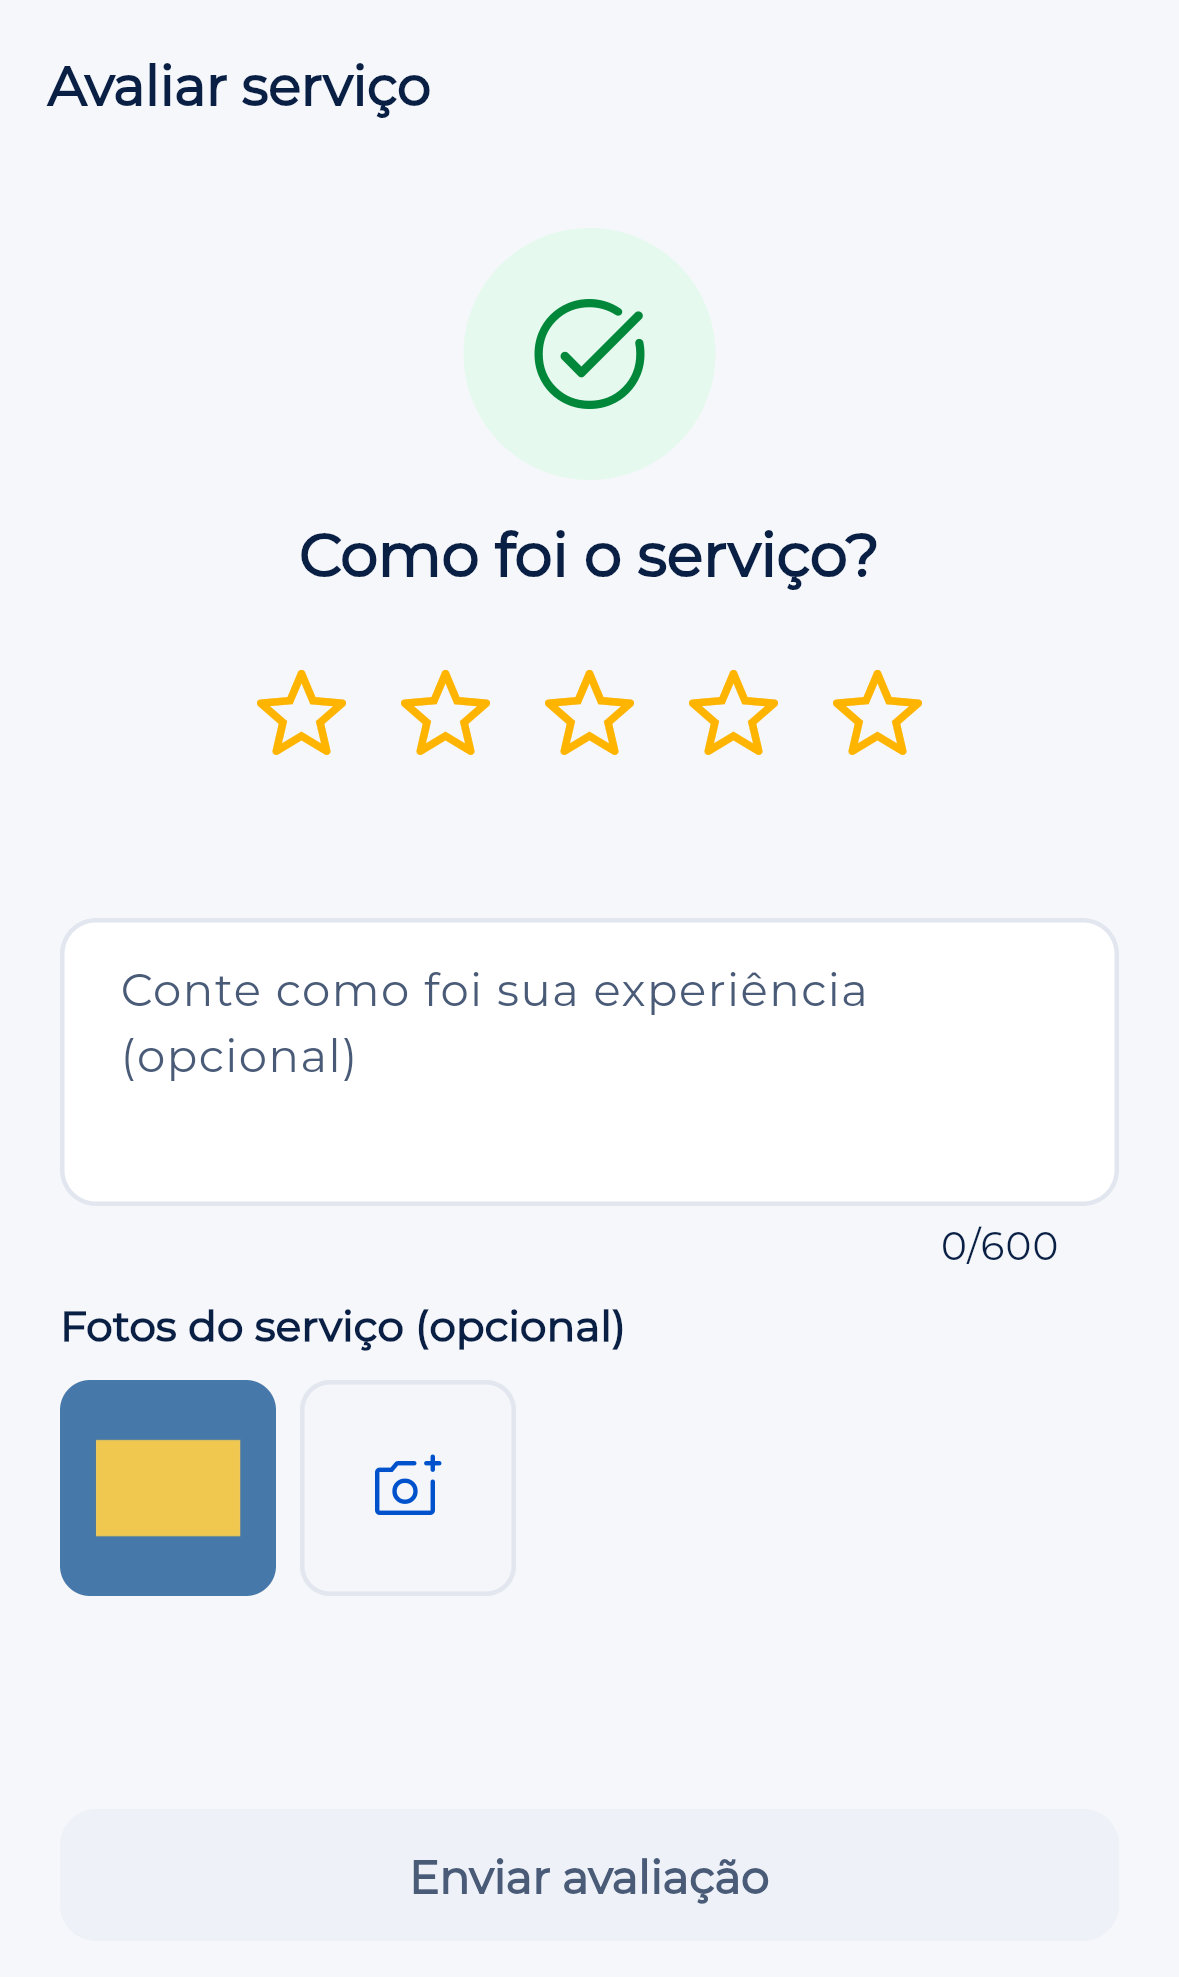 Avaliar serviço
Como foi o serviço?
Conte como foi sua experiência
(opcional)
0/600
Fotos do serviço (opcional)
Enviar avaliação